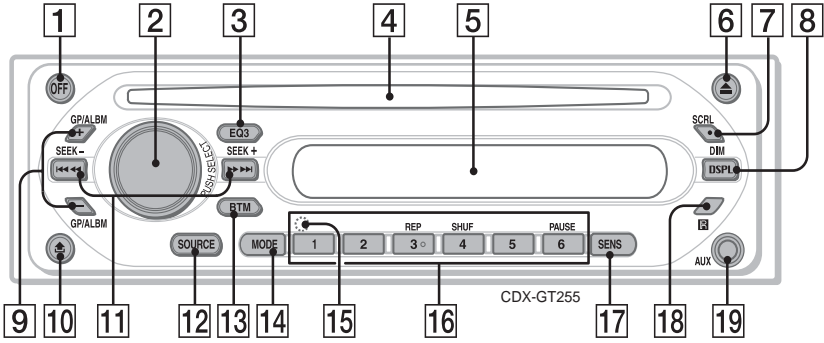 1 2 3 4 5 6 7 8
OFF
GP/ALBM
+
EQ3
SCRL
SEEK –
PUSH SELECT
SEEK +
DIM
DSPL
9
–
GP/ALBM
BTM
REP SHUF PAUSE
SOURCE MODE 1 2 3 4 5 6 SENS
R
AUX
CDX-GT255
10 11 12 13 14 15 16 17 18 19